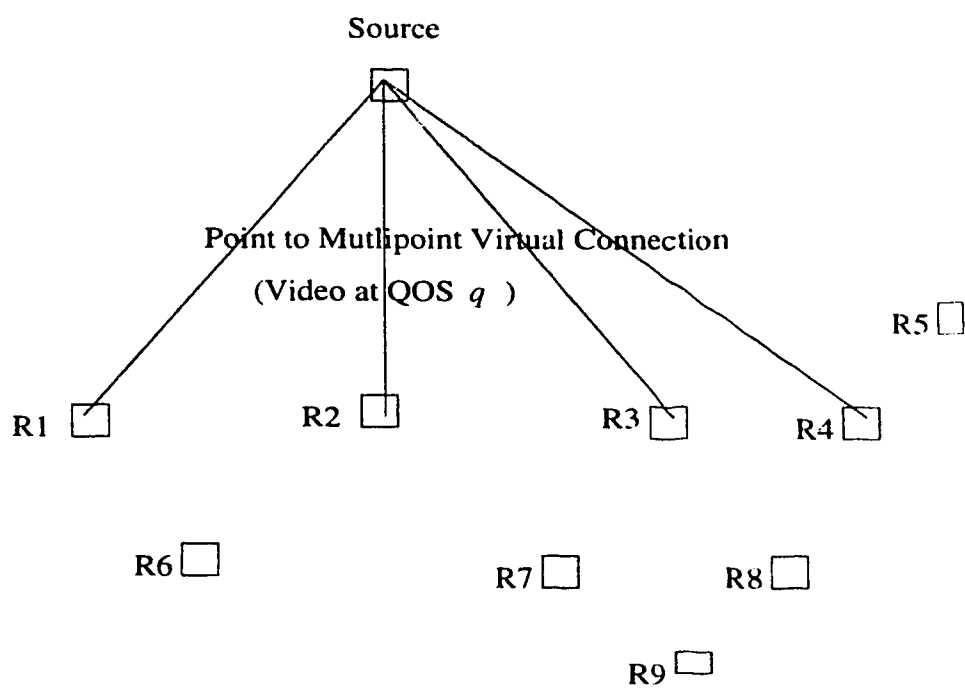 Source
Point to Mutlipoint Virtual Connection
(Video at QOS q )
R5
R1
R2
R3
R4
R6
R7
R8
R9